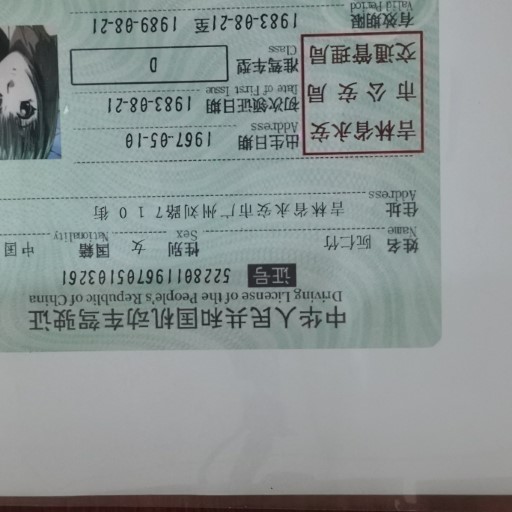 中华人民共和国机动车驾驶证
Driving License of the People's Republic of China
证号 522801196705103261
姓名 阮仁竹 性别 女 国籍 中国
Name Sex Nationality
住址 吉林省永安市广州刘路710街
Address
吉林省永安
市公安局
交通管理局
出生日期 1967-05-10
Address
初次领证日期 1983-08-21
Date of First Issue
准驾车型 D
Class
有效期限 1983-08-21 至 1989-08-21
Valid Period